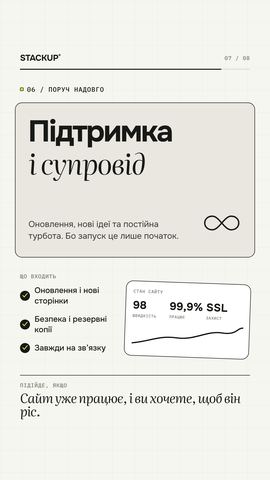 STACKUP°
07 / 08
06 / ПОРУЧ НАДОВГО
Підтримка
і супровід
Оновлення, нові ідеї та постійна
турбота. Бо запуск це лише початок.
ЩО ВХОДИТЬ
Оновлення і нові
сторінки
Безпека і резервні
копії
Завжди на зв’язку
СТАН САЙТУ
98 99,9% SSL
ШВИДКІСТЬ ПРАЦЮЄ ЗАХИСТ
ПІДІЙДЕ, ЯКЩО
Сайт уже працює, і ви хочете, щоб він
ріс.